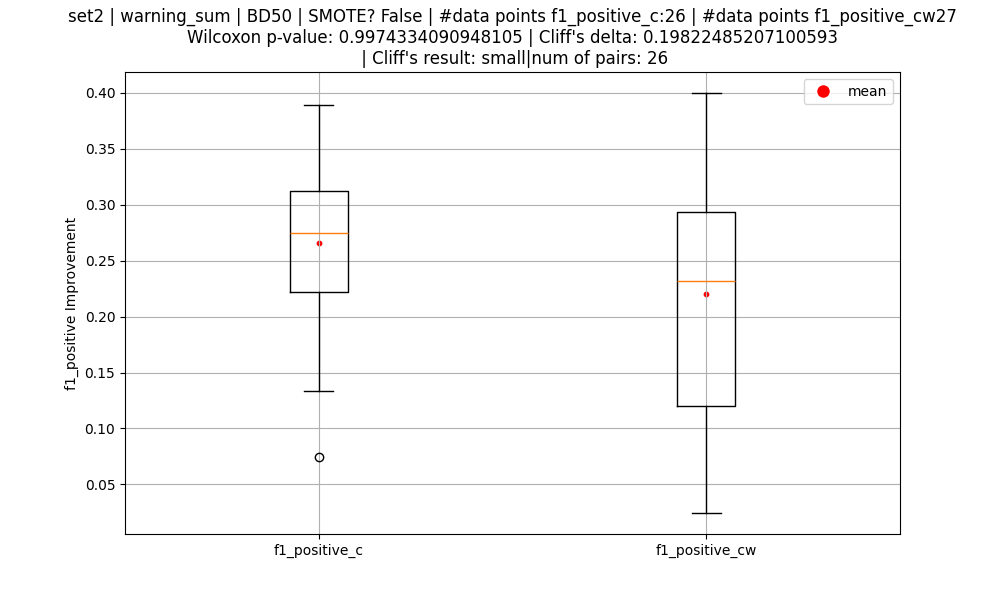 set2 | warning_sum | BD50 | SMOTE? False | #data points f1_positive_c:26 | #data points f1_positive_cw27
Wilcoxon p-value: 0.9974334090948105 | Cliff's delta: 0.19822485207100593
| Cliff's result: small|num of pairs: 26
mean
0.40
0.35
0.30
0.25
0.20
0.15
0.10
0.05
f1_positive Improvement
f1_positive_c
f1_positive_cw